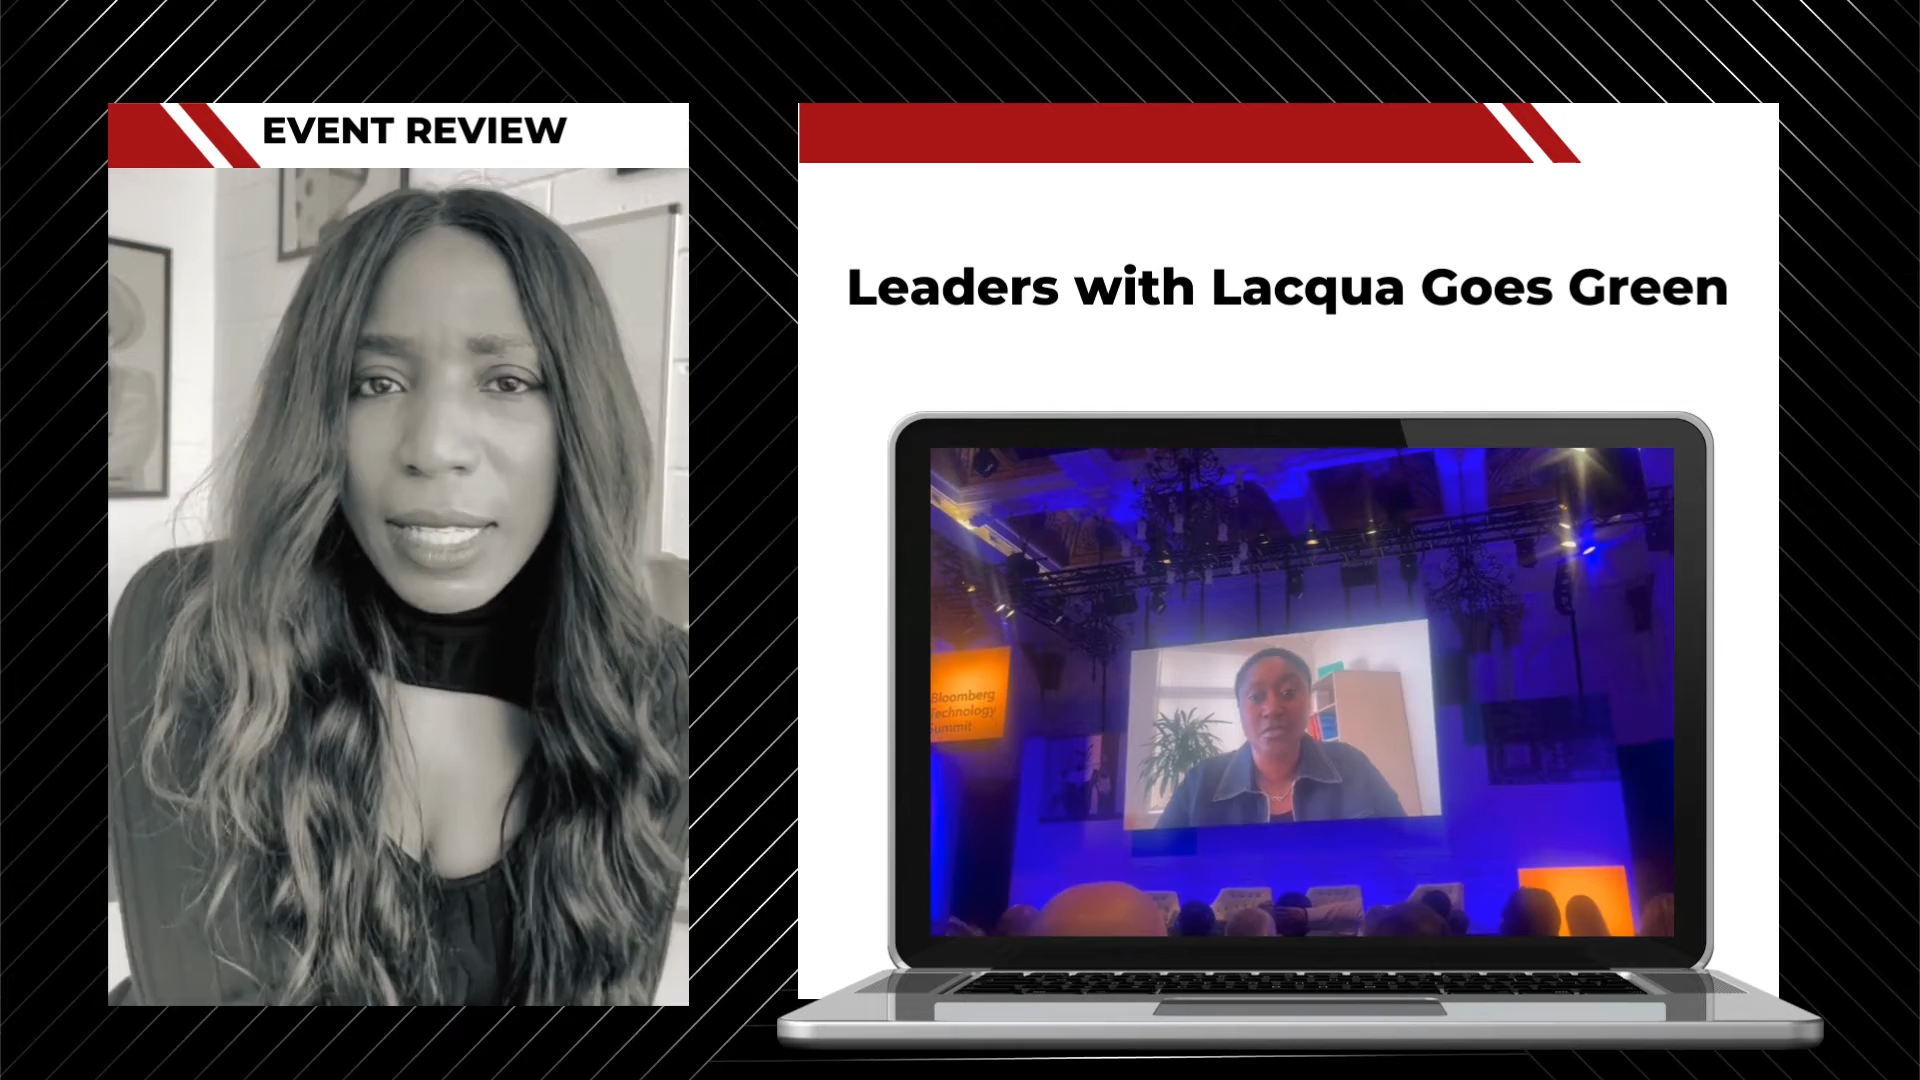 EVENT REVIEW
Leaders with Lacqua Goes Green
Bloomberg
Technology
Summit